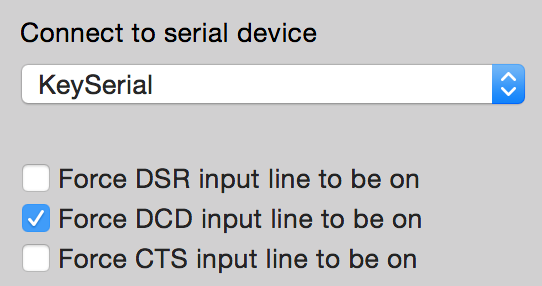 Connect to serial device
KeySerial
Force DSR input line to be on
Force DCD input line to be on
Force CTS input line to be on